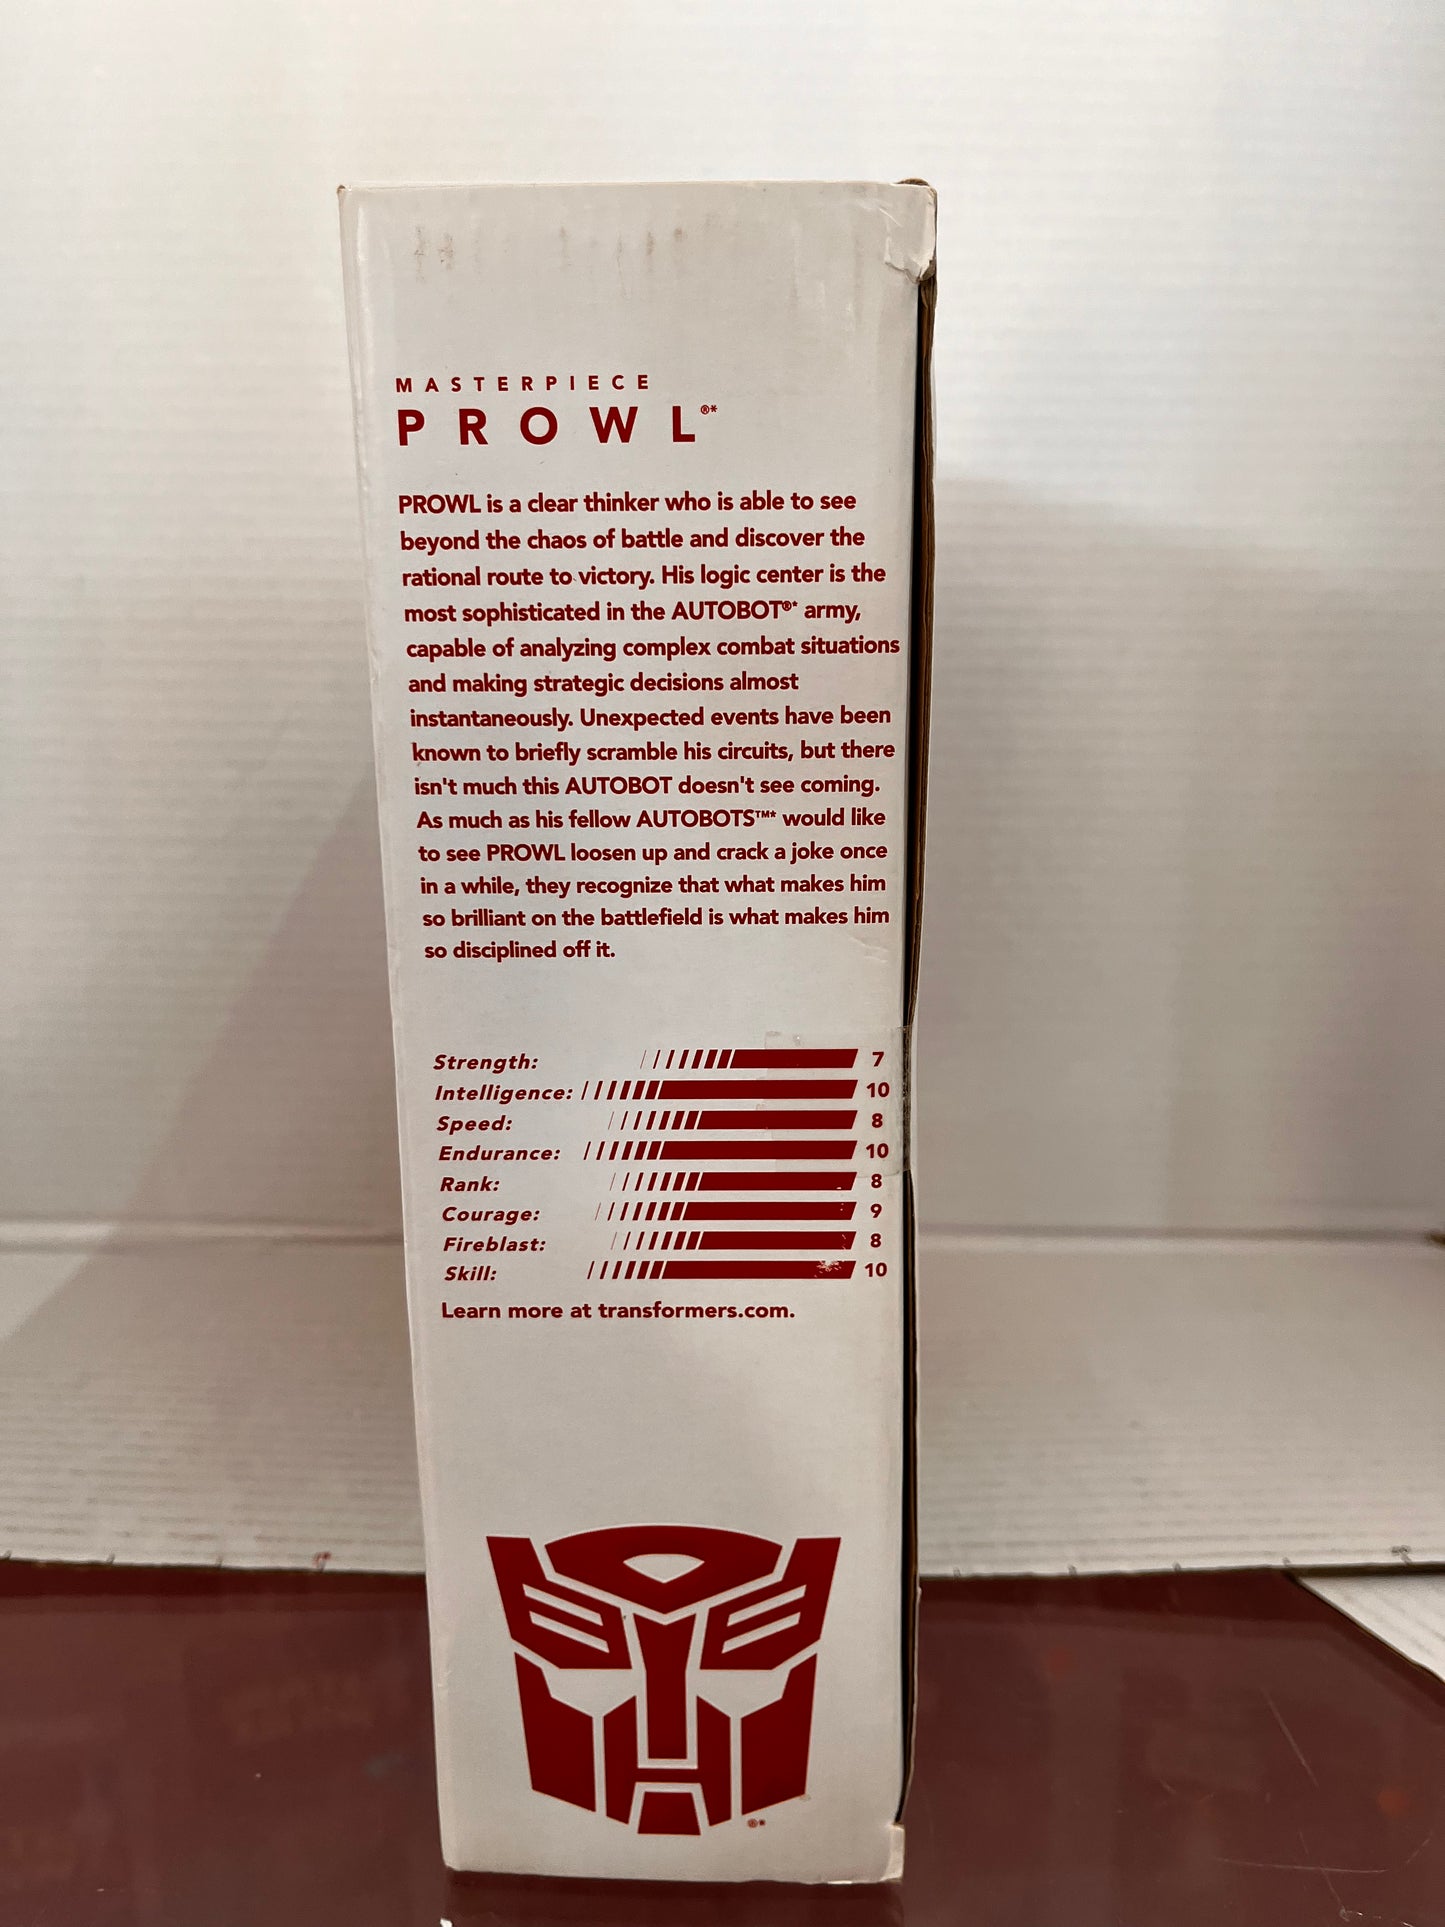 MASTERPIECE
PROWL®*
PROWL is a clear thinker who is able to see
beyond the chaos of battle and discover the
rational route to victory. His logic center is the
most sophisticated in the AUTOBOT®* army,
capable of analyzing complex combat situations
and making strategic decisions almost
instantaneously. Unexpected events have been
known to briefly scramble his circuits, but there
isn't much this AUTOBOT doesn't see coming.
As much as his fellow AUTOBOTS™* would like
to see PROWL loosen up and crack a joke once
in a while, they recognize that what makes him
so brilliant on the battlefield is what makes him
so disciplined off it.
Strength: 7
Intelligence: 10
Speed: 8
Endurance: 10
Rank: 8
Courage: 9
Fireblast: 8
Skill: 10
Learn more at transformers.com.
®*